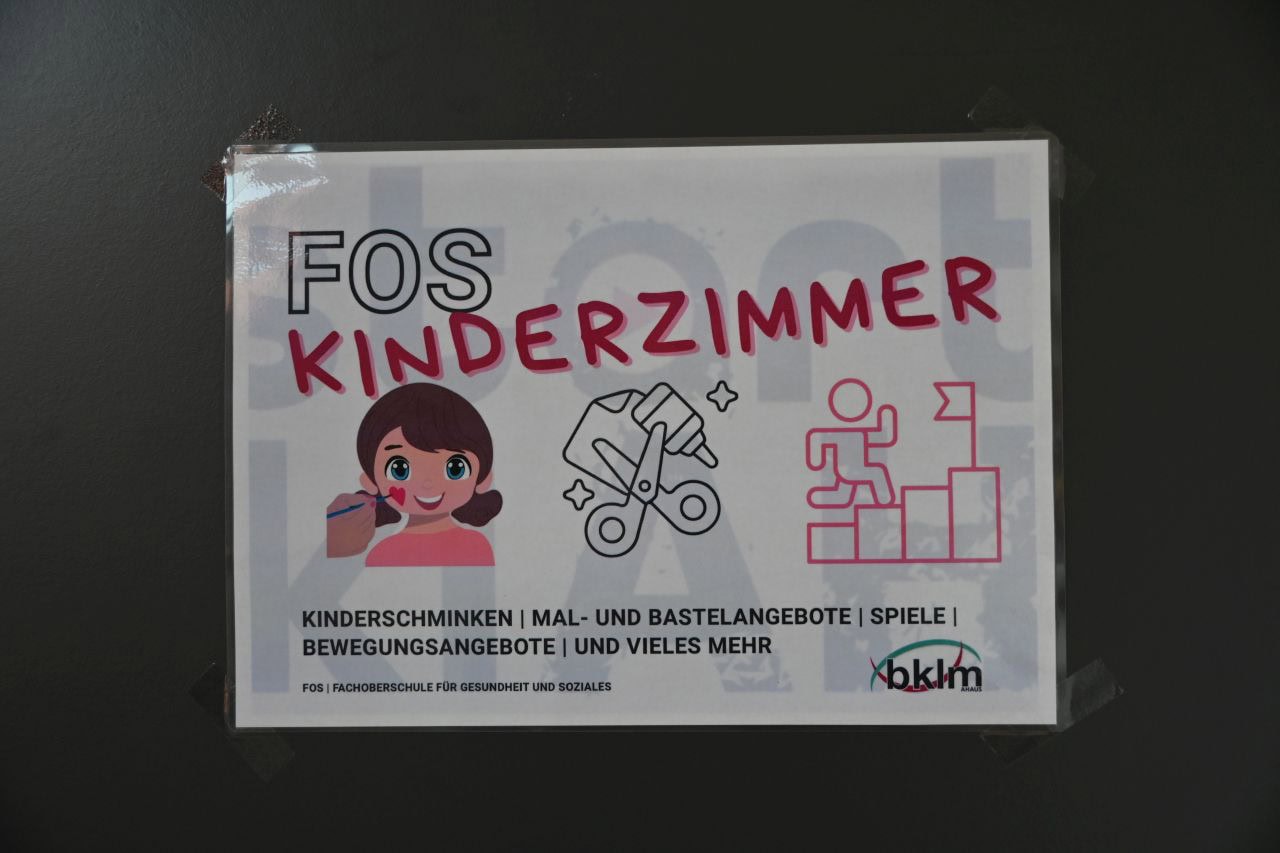 FOS
KINDERZIMMER
KINDERSCHMINKEN | MAL- UND BASTELANGEBOTE | SPIELE |
BEWEGUNGSANGEBOTE | UND VIELES MEHR
FOS | FACHOBERSCHULE FÜR GESUNDHEIT UND SOZIALES
bklm
AHAUS